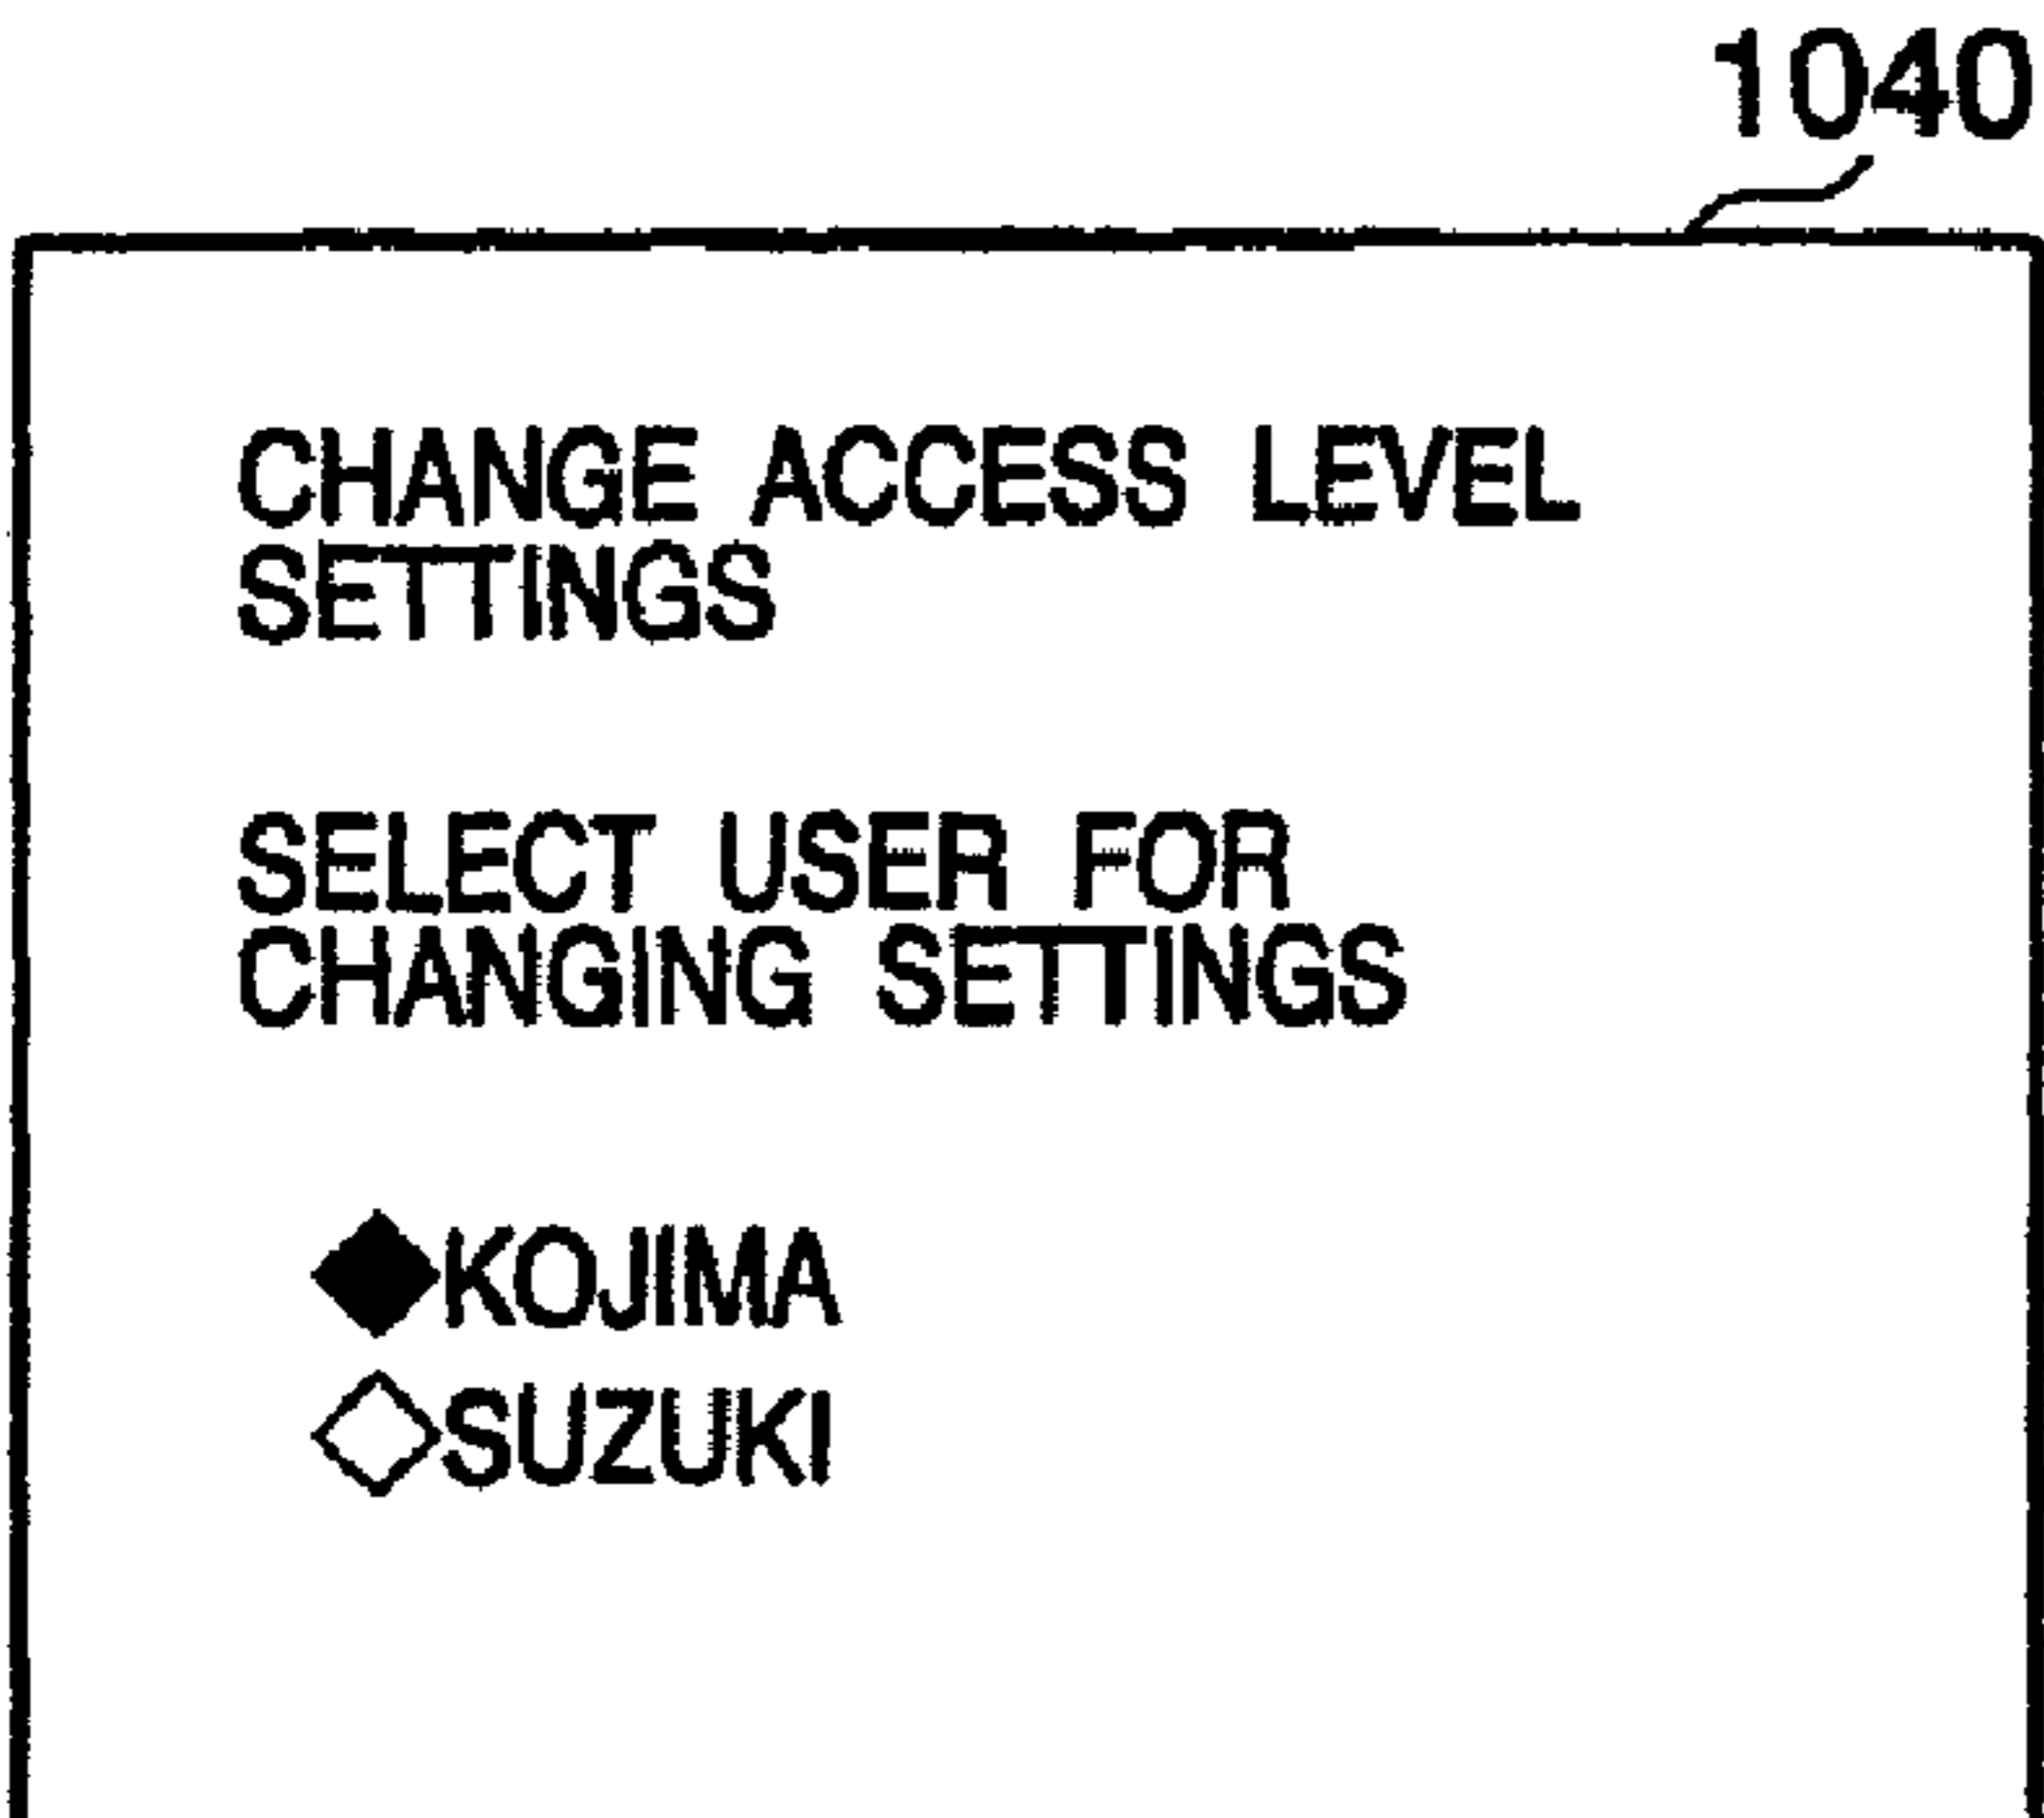 1040
CHANGE ACCESS LEVEL
SETTINGS
SELECT USER FOR
CHANGING SETTINGS
◆KOJIMA
◇SUZUKI